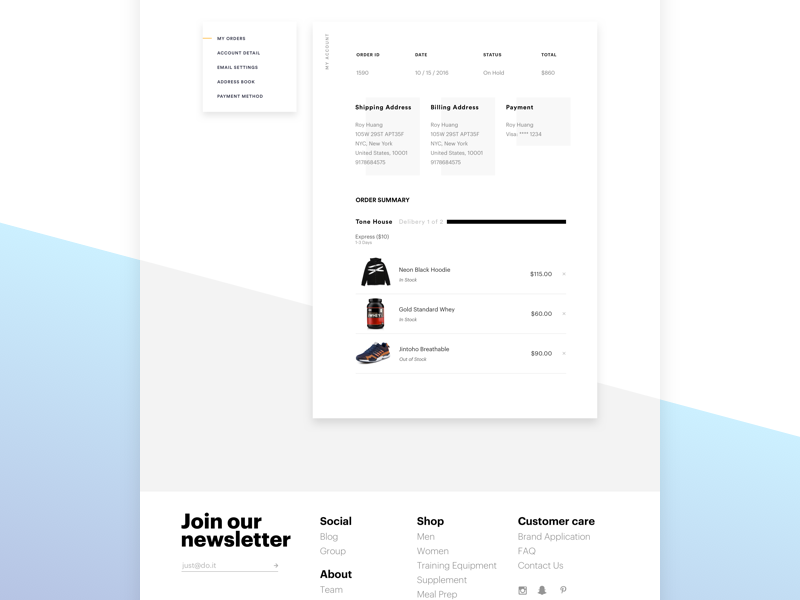 MY ORDERS
ACCOUNT DETAIL
EMAIL SETTINGS
ADDRESS BOOK
PAYMENT METHOD
MY ACCOUNT
ORDER ID DATE STATUS TOTAL
1590 10 / 15 / 2016 On Hold $660
Shipping Address
Roy Huang
105W 29ST APT35F
NYC, New York
United States, 10001
9178684575
Billing Address
Roy Huang
105W 29ST APT35F
NYC, New York
United States, 10001
9178684575
Payment
Roy Huang
Visa: **** 1234
ORDER SUMMARY
Tone House Delibery 1 of 2
Express ($10)
1-3 Days
Neon Black Hoodie
In Stock
$115.00 ×
WHEY
Gold Standard Whey
In Stock
$60.00 ×
Jintoho Breathable
Our of Stock
$90.00 ×
Join our
newsletter
just@do.it →
Social
Blog
Group
About
Team
Shop
Men
Women
Training Equipment
Supplement
Meal Prep
Customer care
Brand Application
FAQ
Contact Us